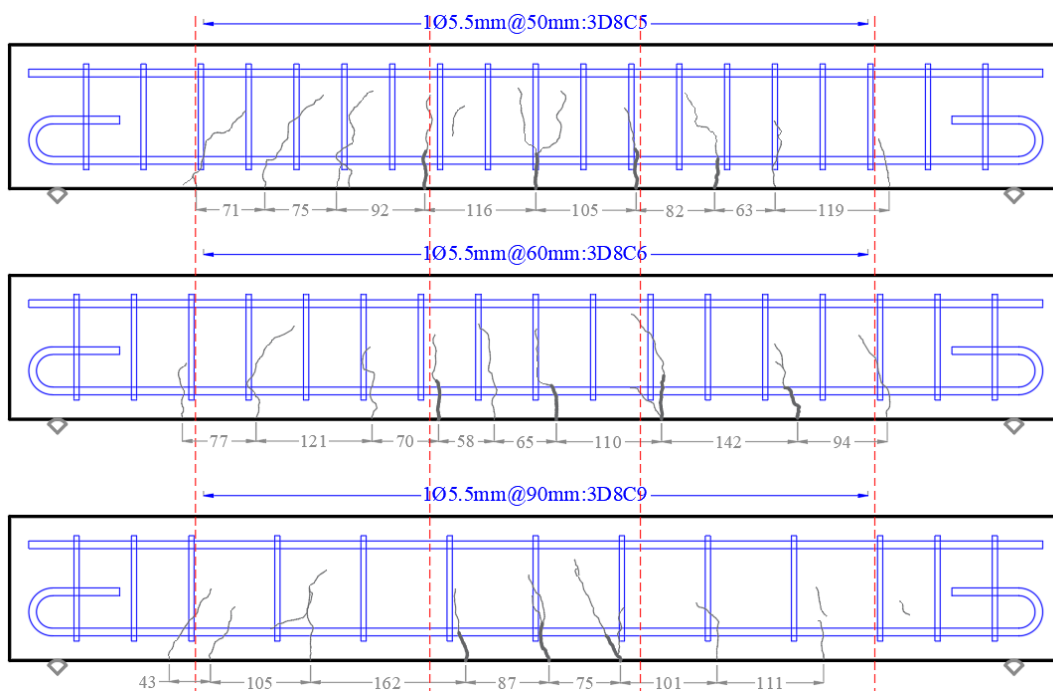 1Ø5.5mm@50mm:3D8C5
71 75 92 116 105 82 63 119
1Ø5.5mm@60mm:3D8C6
77 121 70 58 65 110 142 94
1Ø5.5mm@90mm:3D8C9
43 105 162 87 75 101 111